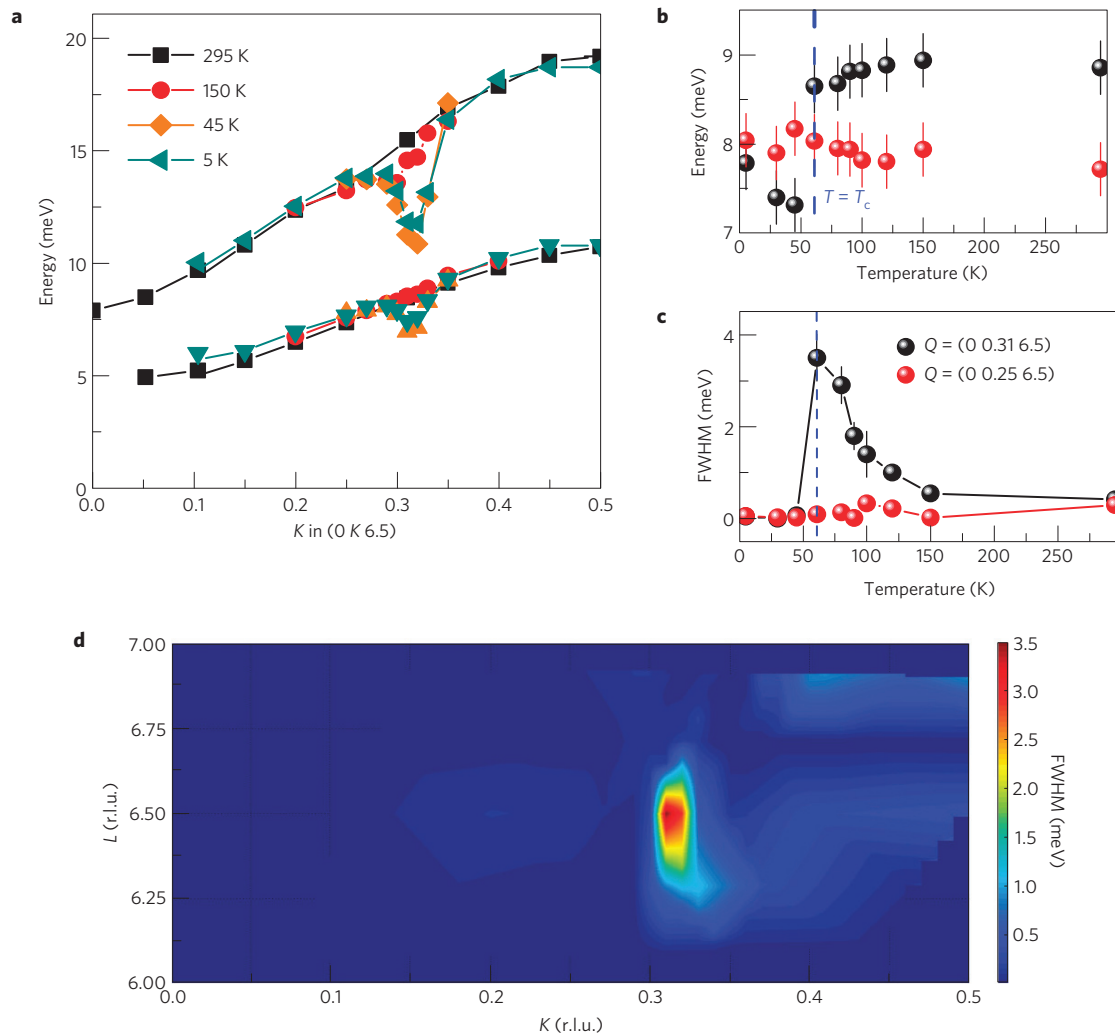 a
20
15
10
5
0
Energy (meV)
295 K
150 K
45 K
5 K
0.0
0.1
0.2
0.3
0.4
0.5
K in (0 K 6.5)
b
9
8
7
Energy (meV)
T = Tc
0
50
100
150
200
250
Temperature (K)
c
4
2
0
FWHM (meV)
Q = (0 0.31 6.5)
Q = (0 0.25 6.5)
0
50
100
150
200
250
Temperature (K)
d
7.00
6.75
6.50
6.25
6.00
L (r.l.u.)
0.0
0.1
0.2
0.3
0.4
0.5
K (r.l.u.)
3.5
3.0
2.5
2.0
1.5
1.0
0.5
FWHM (meV)